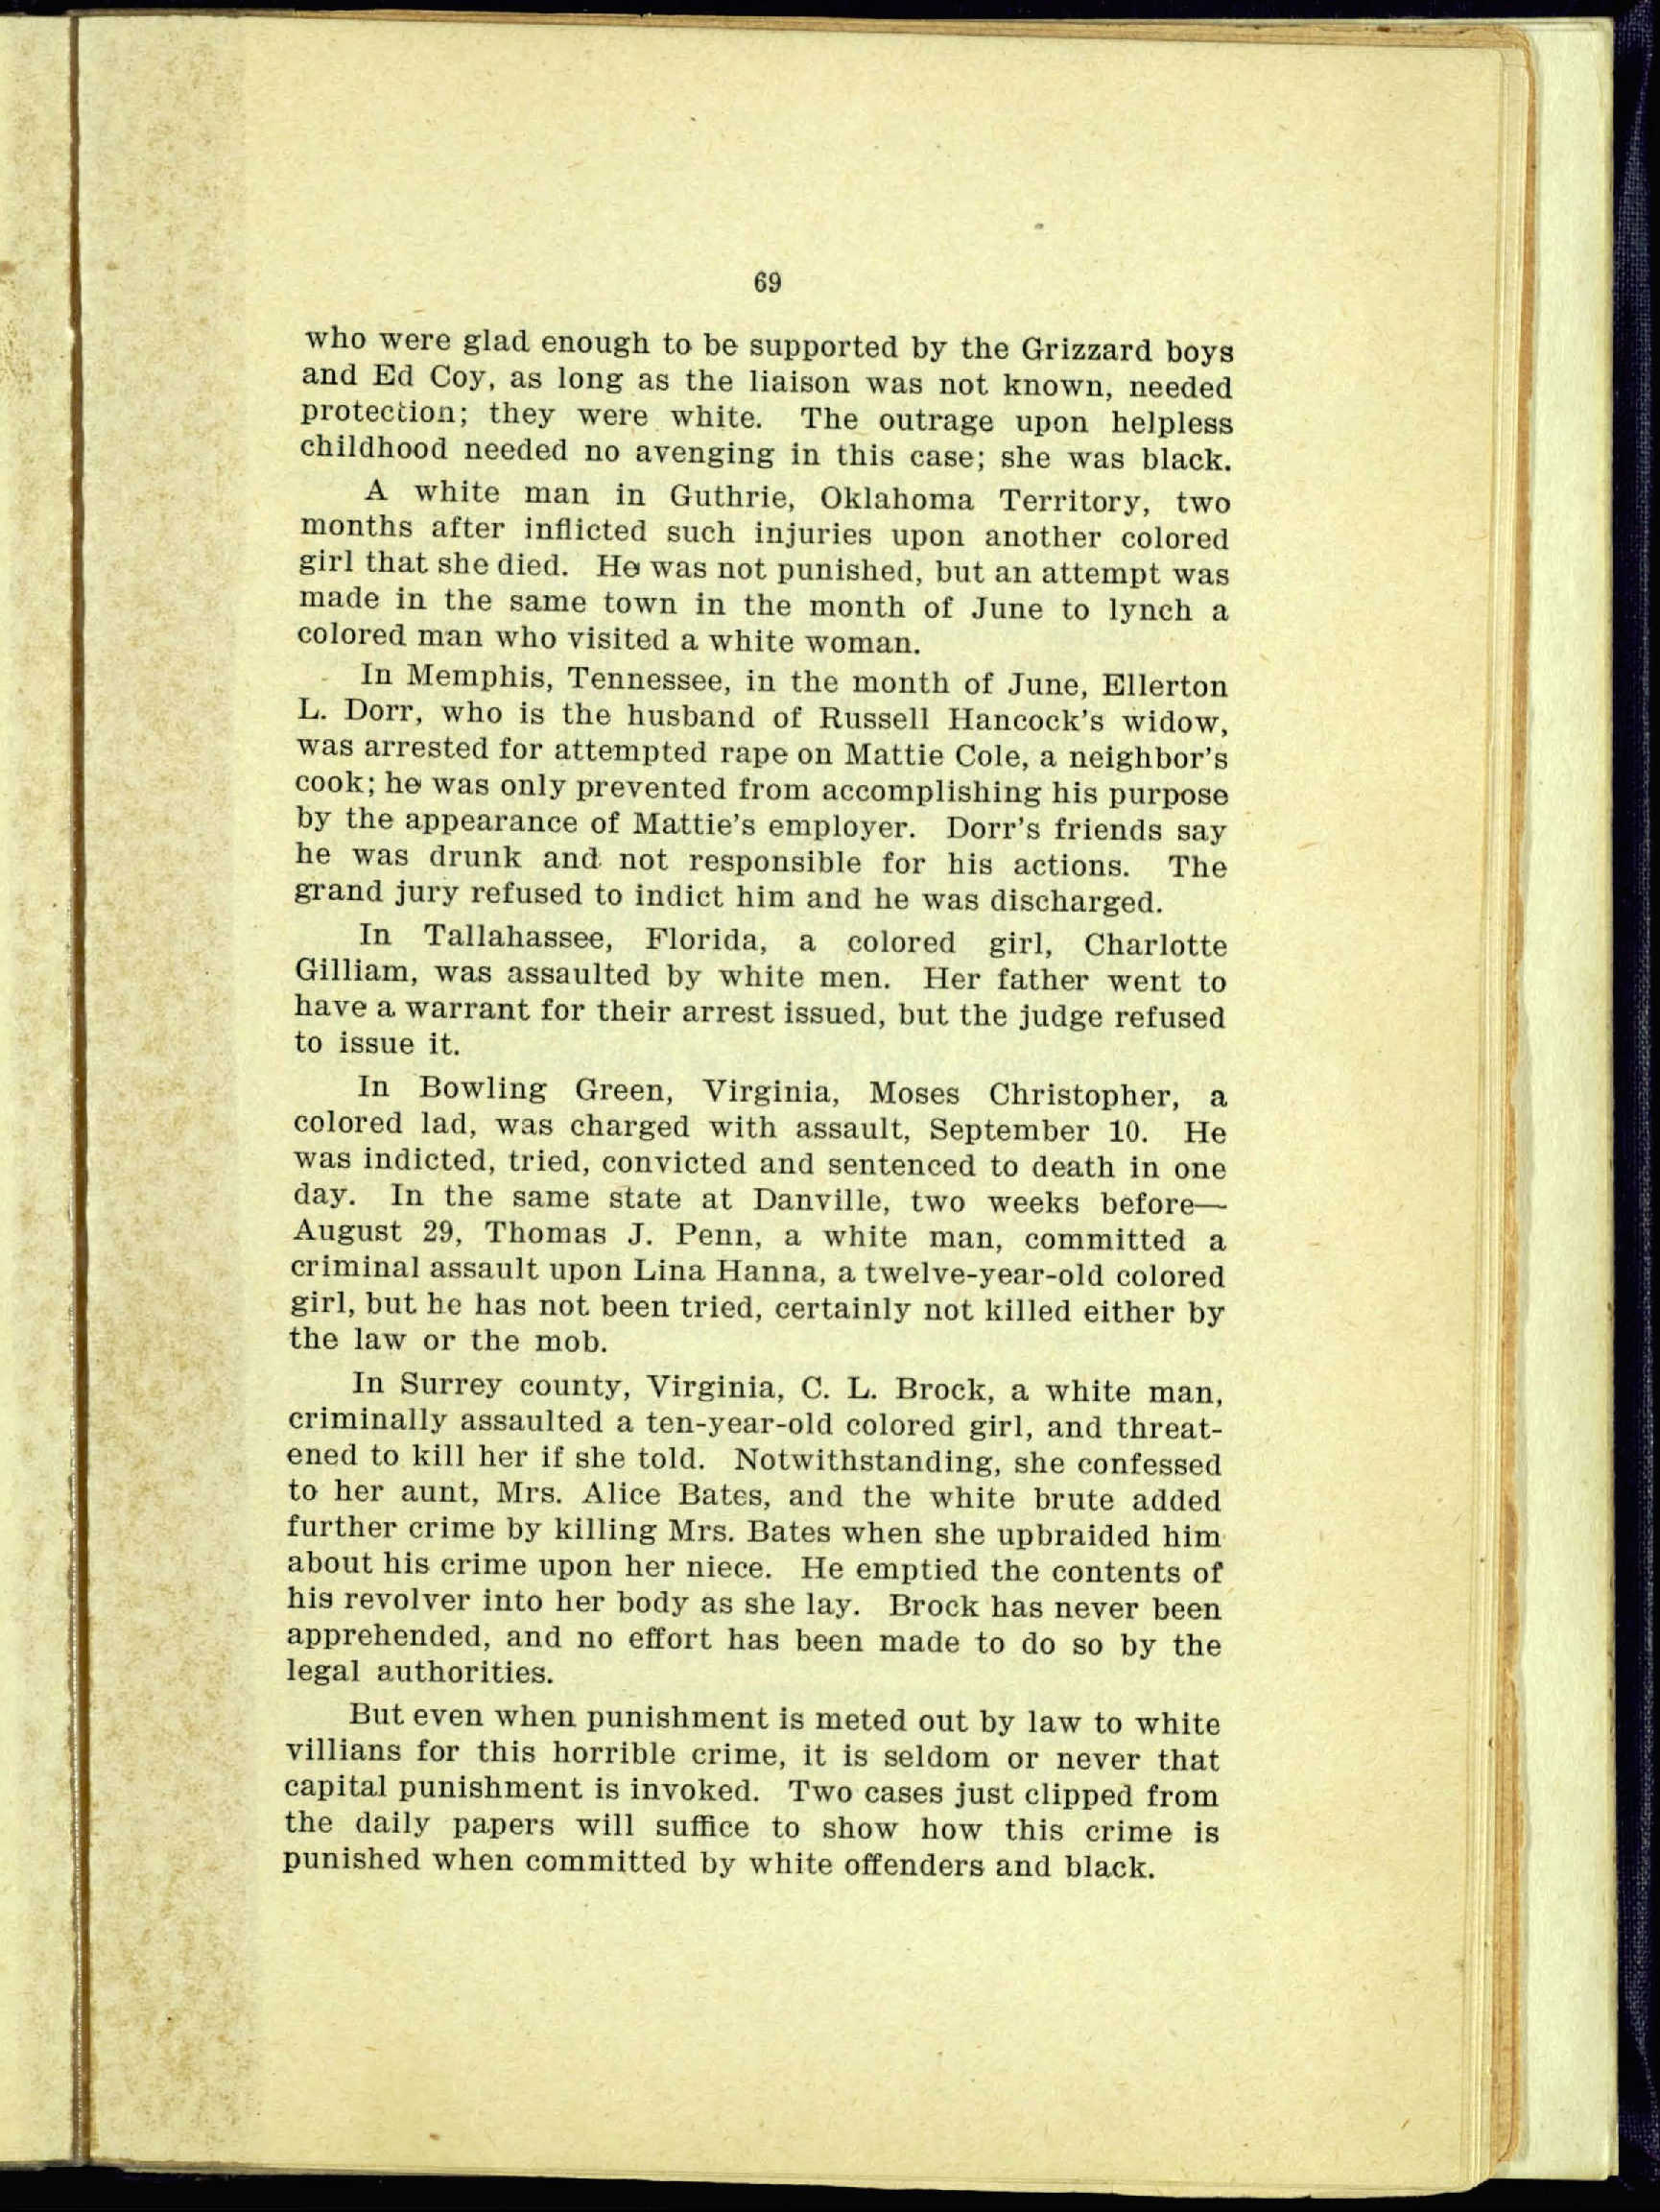 69
who were glad enough to be supported by the Grizzard boys
and Ed Coy, as long as the liaison was not known, needed
protection; they were white. The outrage upon helpless
childhood needed no avenging in this case; she was black.
A white man in Guthrie, Oklahoma Territory, two
months after inflicted such injuries upon another colored
girl that she died. He was not punished, but an attempt was
made in the same town in the month of June to lynch a
colored man who visited a white woman.
In Memphis, Tennessee, in the month of June, Ellerton
L. Dorr, who is the husband of Russell Hancock's widow,
was arrested for attempted rape on Mattie Cole, a neighbor's
cook; he was only prevented from accomplishing his purpose
by the appearance of Mattie's employer. Dorr's friends say
he was drunk and not responsible for his actions. The
grand jury refused to indict him and he was discharged.
In Tallahassee, Florida, a colored girl, Charlotte
Gilliam, was assaulted by white men. Her father went to
have a warrant for their arrest issued, but the judge refused
to issue it.
In Bowling Green, Virginia, Moses Christopher, a
colored lad, was charged with assault, September 10. He
was indicted, tried, convicted and sentenced to death in one
day. In the same state at Danville, two weeks before—
August 29, Thomas J. Penn, a white man, committed a
criminal assault upon Lina Hanna, a twelve-year-old colored
girl, but he has not been tried, certainly not killed either by
the law or the mob.
In Surrey county, Virginia, C. L. Brock, a white man,
criminally assaulted a ten-year-old colored girl, and threat-
ened to kill her if she told. Notwithstanding, she confessed
to her aunt, Mrs. Alice Bates, and the white brute added
further crime by killing Mrs. Bates when she upbraided him
about his crime upon her niece. He emptied the contents of
his revolver into her body as she lay. Brock has never been
apprehended, and no effort has been made to do so by the
legal authorities.
But even when punishment is meted out by law to white
villians for this horrible crime, it is seldom or never that
capital punishment is invoked. Two cases just clipped from
the daily papers will suffice to show how this crime is
punished when committed by white offenders and black.